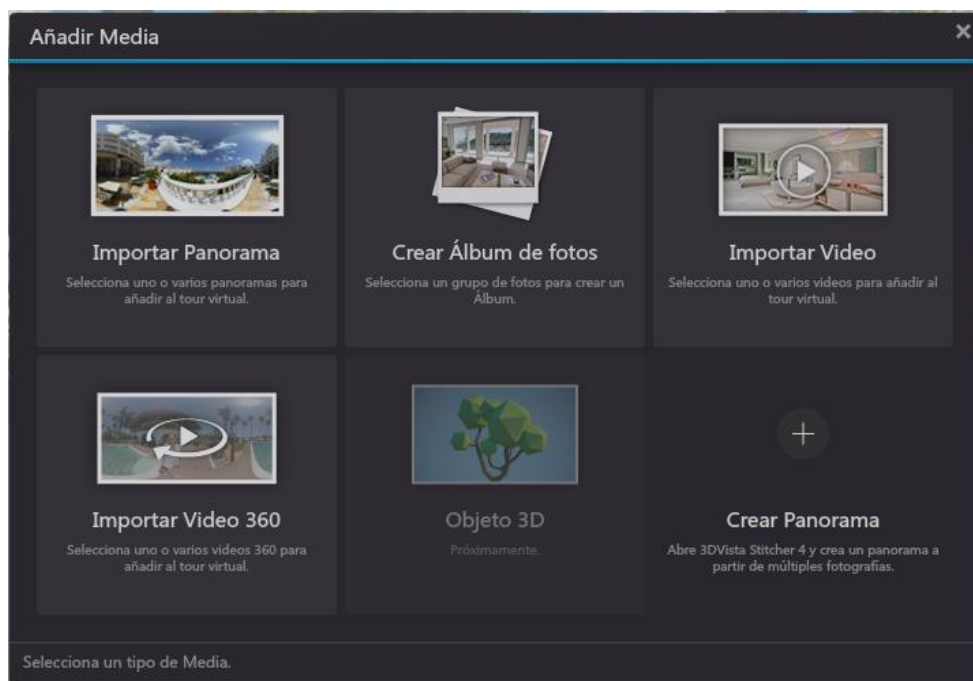 Añadir Media
Importar Panorama
Selecciona uno o varios panoramas para
añadir al tour virtual.
Crear Álbum de fotos
Selecciona un grupo de fotos para crear un
Álbum.
Importar Video
Selecciona uno o varios videos para añadir al
tour virtual.
Importar Video 360
Selecciona uno o varios videos 360 para
añadir al tour virtual.
Objeto 3D
Próximamente.
Crear Panorama
Abre 3DVista Stitcher 4 y crea un panorama a
partir de múltiples fotografías.
Selecciona un tipo de Media.